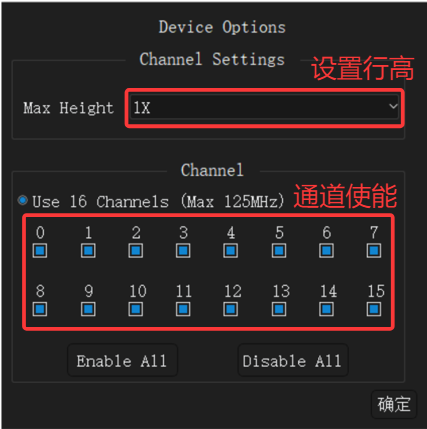 Device Options
Channel Settings
设置行高
Max Height 1X
Channel
Use 16 Channels (Max 125MHz) 通道使能
0 1 2 3 4 5 6 7
8 9 10 11 12 13 14 15
Enable All Disable All
确定